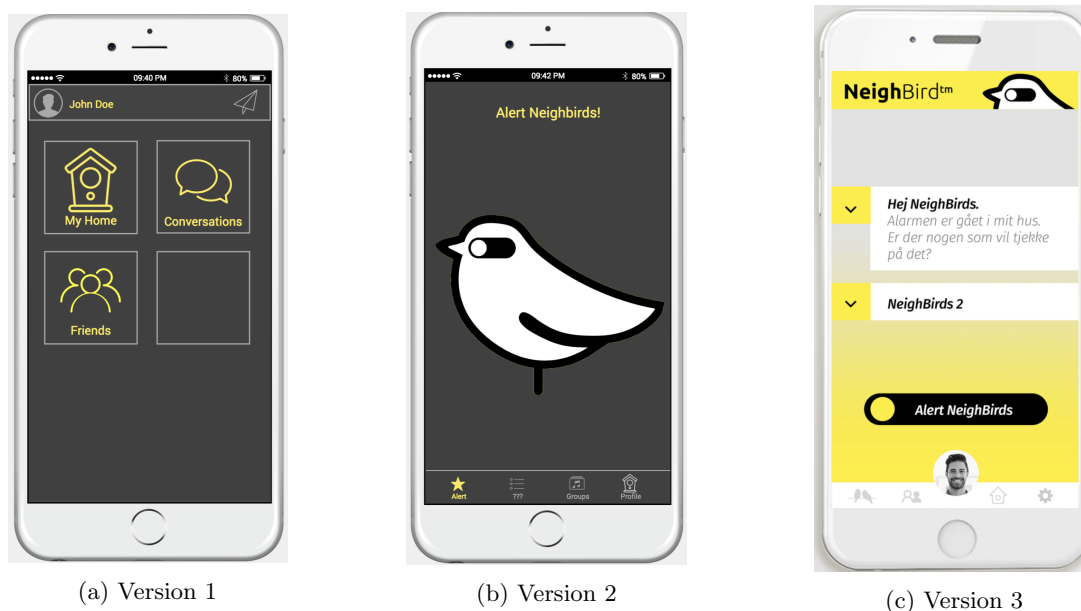 09:40 PM
80%
John Doe
My Home
Conversations
Friends
(a) Version 1
09:42 PM
80%
Alert Neighbirds!
Alert
???
Groups
Profile
(b) Version 2
NeighBird™
Hej NeighBirds.
Alarmen er gået i mit hus.
Er der nogen som vil tjekke
på det?
NeighBirds 2
Alert NeighBirds
(c) Version 3